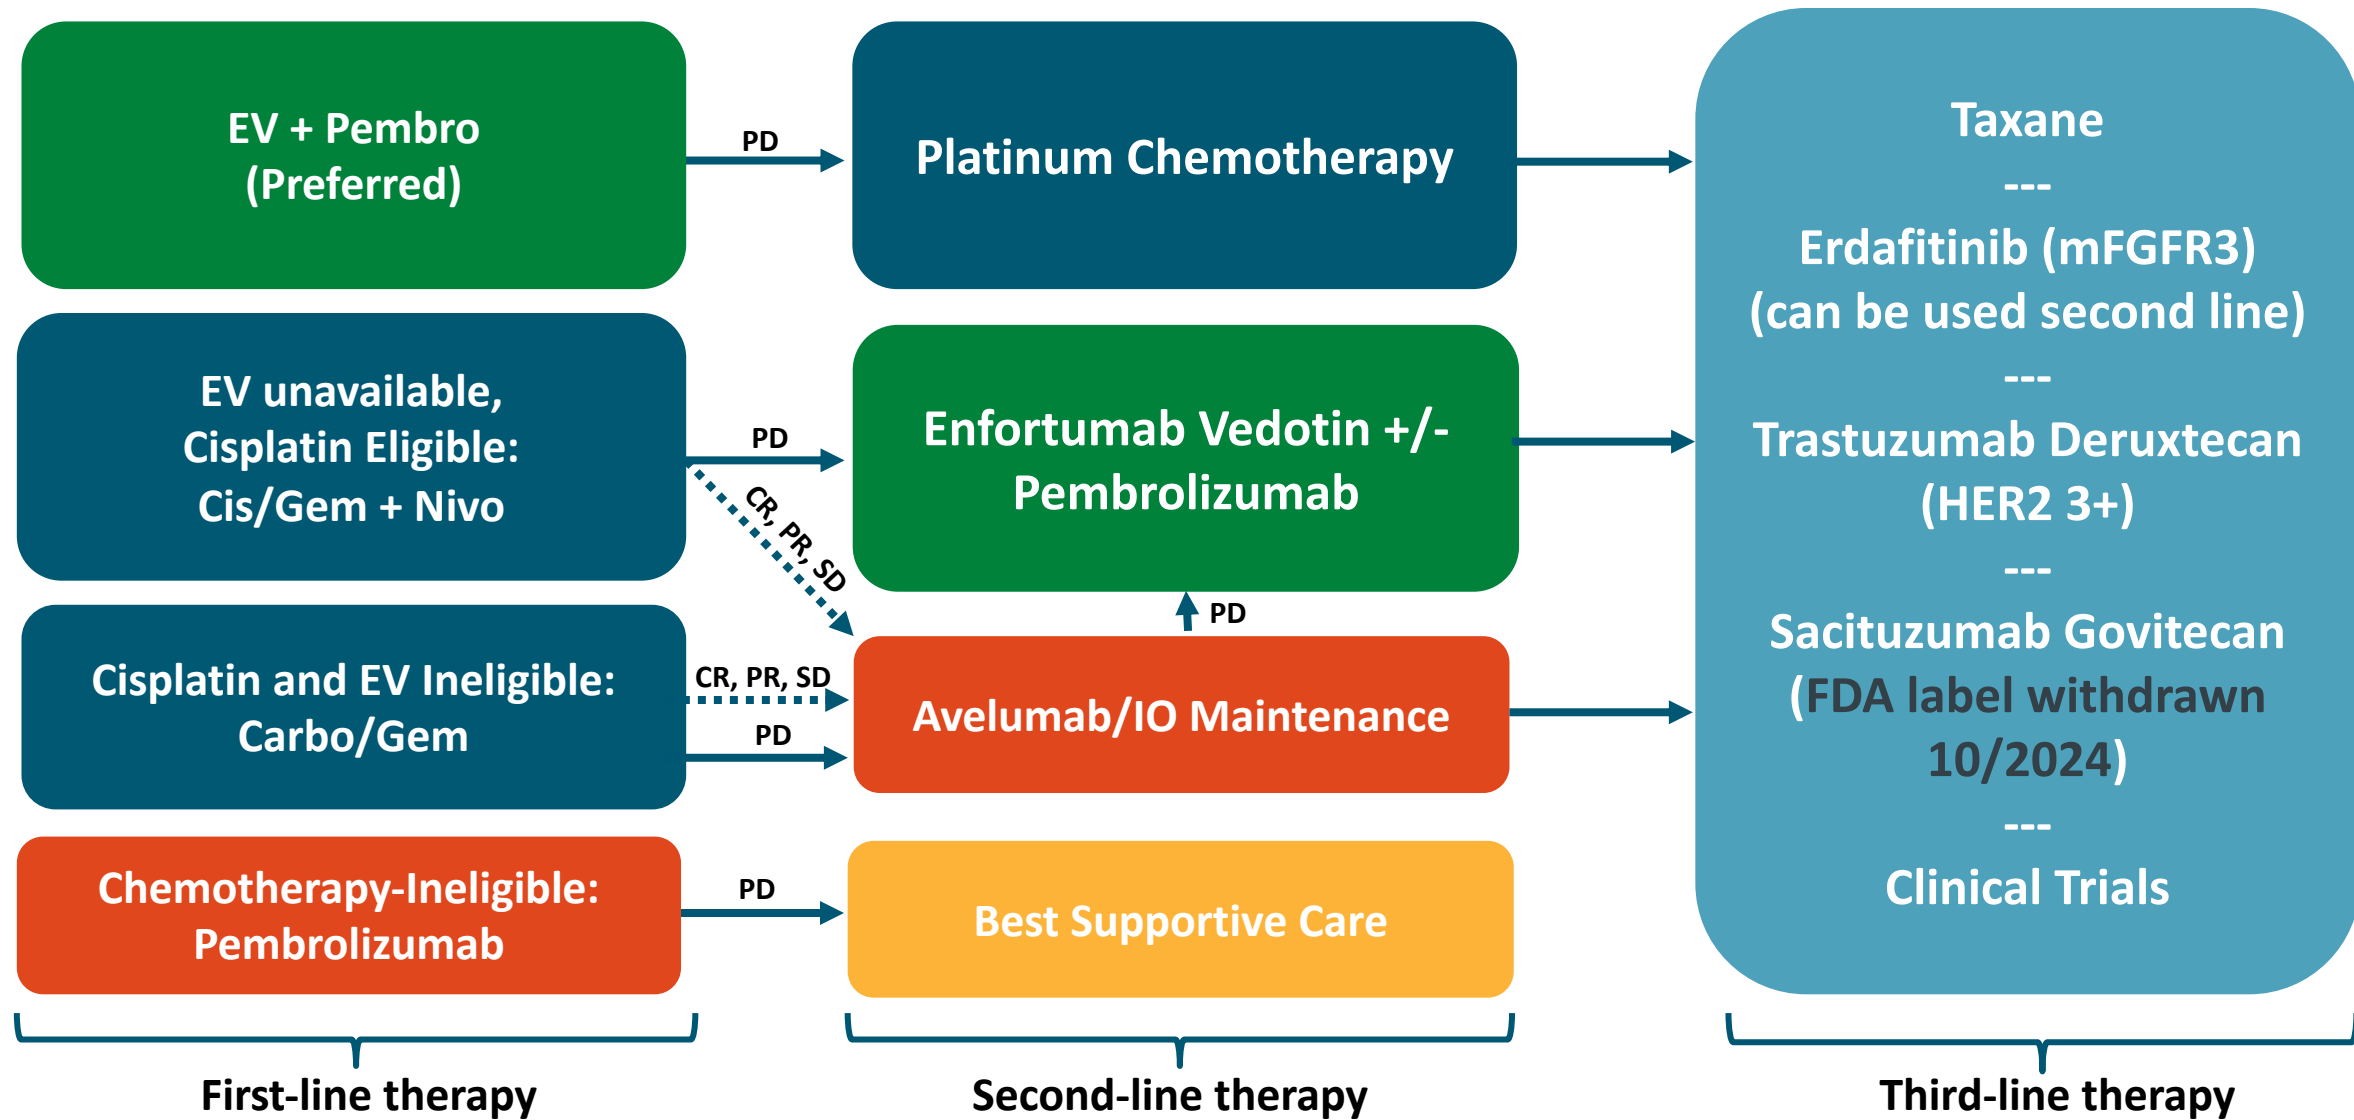 EV + Pembro
(Preferred)
PD
Platinum Chemotherapy
EV unavailable,
Cisplatin Eligible:
Cis/Gem + Nivo
PD
CR, PR, SD
Enfortumab Vedotin +/-
Pembrolizumab
PD
Cisplatin and EV Ineligible:
Carbo/Gem
CR, PR, SD
PD
Avelumab/IO Maintenance
Chemotherapy-Ineligible:
Pembrolizumab
PD
Best Supportive Care
Taxane
---
Erdafitinib (mFGFR3)
(can be used second line)
---
Trastuzumab Deruxtecan
(HER2 3+)
---
Sacituzumab Govitecan
(FDA label withdrawn
10/2024)
---
Clinical Trials
First-line therapy
Second-line therapy
Third-line therapy